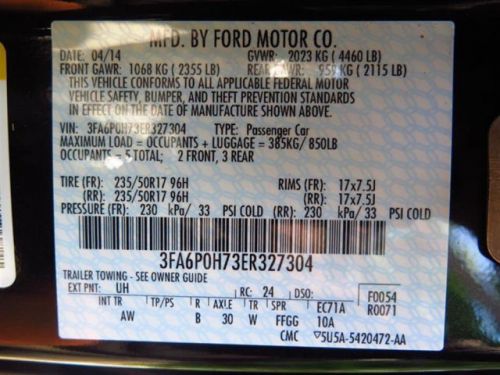 MFD. BY FORD MOTOR CO.
DATE: 04/14 GVWR: 2023 KG (4460 LB)
FRONT GAWR: 1068 KG (2355 LB) REAR GAWR: 959 KG (2115 LB)
THIS VEHICLE CONFORMS TO ALL APPLICABLE FEDERAL MOTOR
VEHICLE SAFETY, BUMPER, AND THEFT PREVENTION STANDARDS
IN EFFECT ON THE DATE OF MANUFACTURE SHOWN ABOVE.
VIN: 3FA6P0H73ER327304 TYPE: Passenger Car
MAXIMUM LOAD = OCCUPANTS + LUGGAGE = 385KG/ 850LB
OCCUPANTS = 5 TOTAL; 2 FRONT, 3 REAR
TIRE (FR): 235/50R17 96H RIMS (FR): 17x7.5J
(RR): 235/50R17 96H (RR): 17x7.5J
PRESSURE (FR): 230 kPa/ 33 PSI COLD (RR): 230 kPa/ 33 PSI COLD
3FA6P0H73ER327304
TRAILER TOWING - SEE OWNER GUIDE
EXT PNT: UH RC: 24 DSO: F0054
R0071
INT TR TP/PS R AXLE TR SPR EC71A
AW B 30 W FFGG 10A
CMC 5U5A-5420472-AA